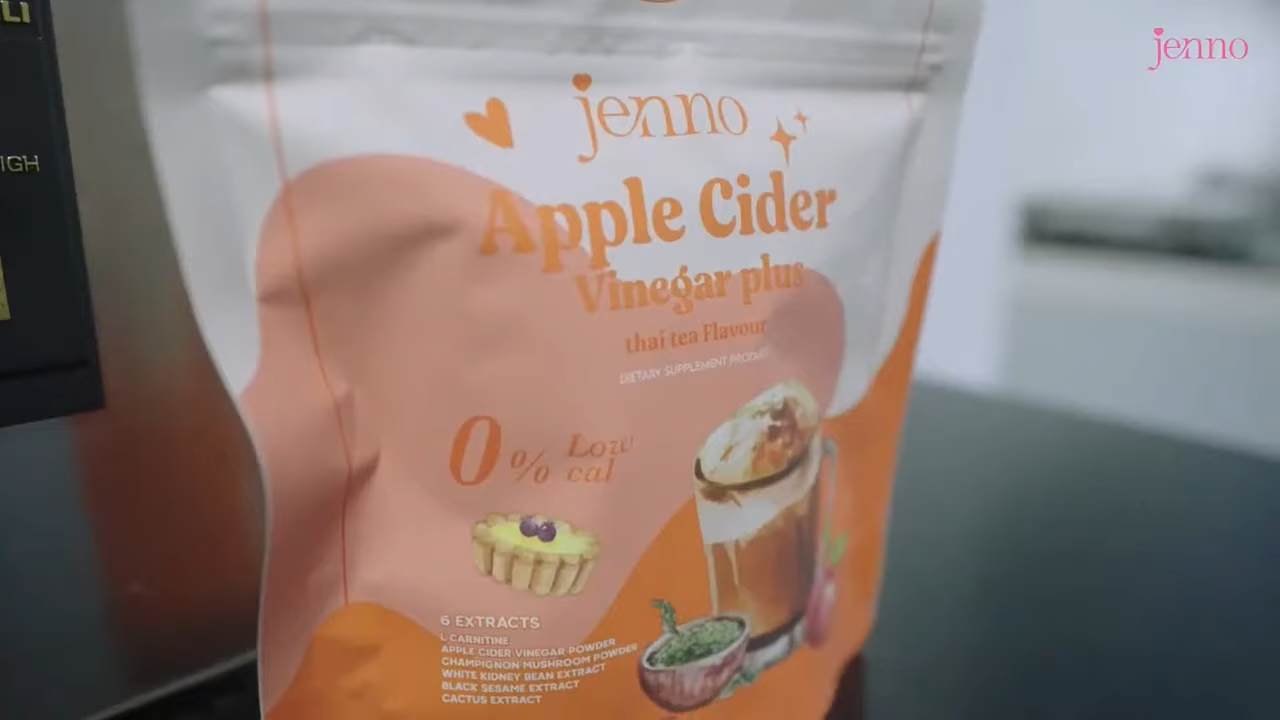 jenno
jenno
Apple Cider
Vinegar plus
thai tea Flavour
DIETARY SUPPLEMENT PRODUCT
0% Low
cal
6 EXTRACTS
L CARNITINE
APPLE CIDER VINEGAR POWDER
CHAMPIGNON MUSHROOM POWDER
WHITE KIDNEY BEAN EXTRACT
BLACK SESAME EXTRACT
CACTUS EXTRACT